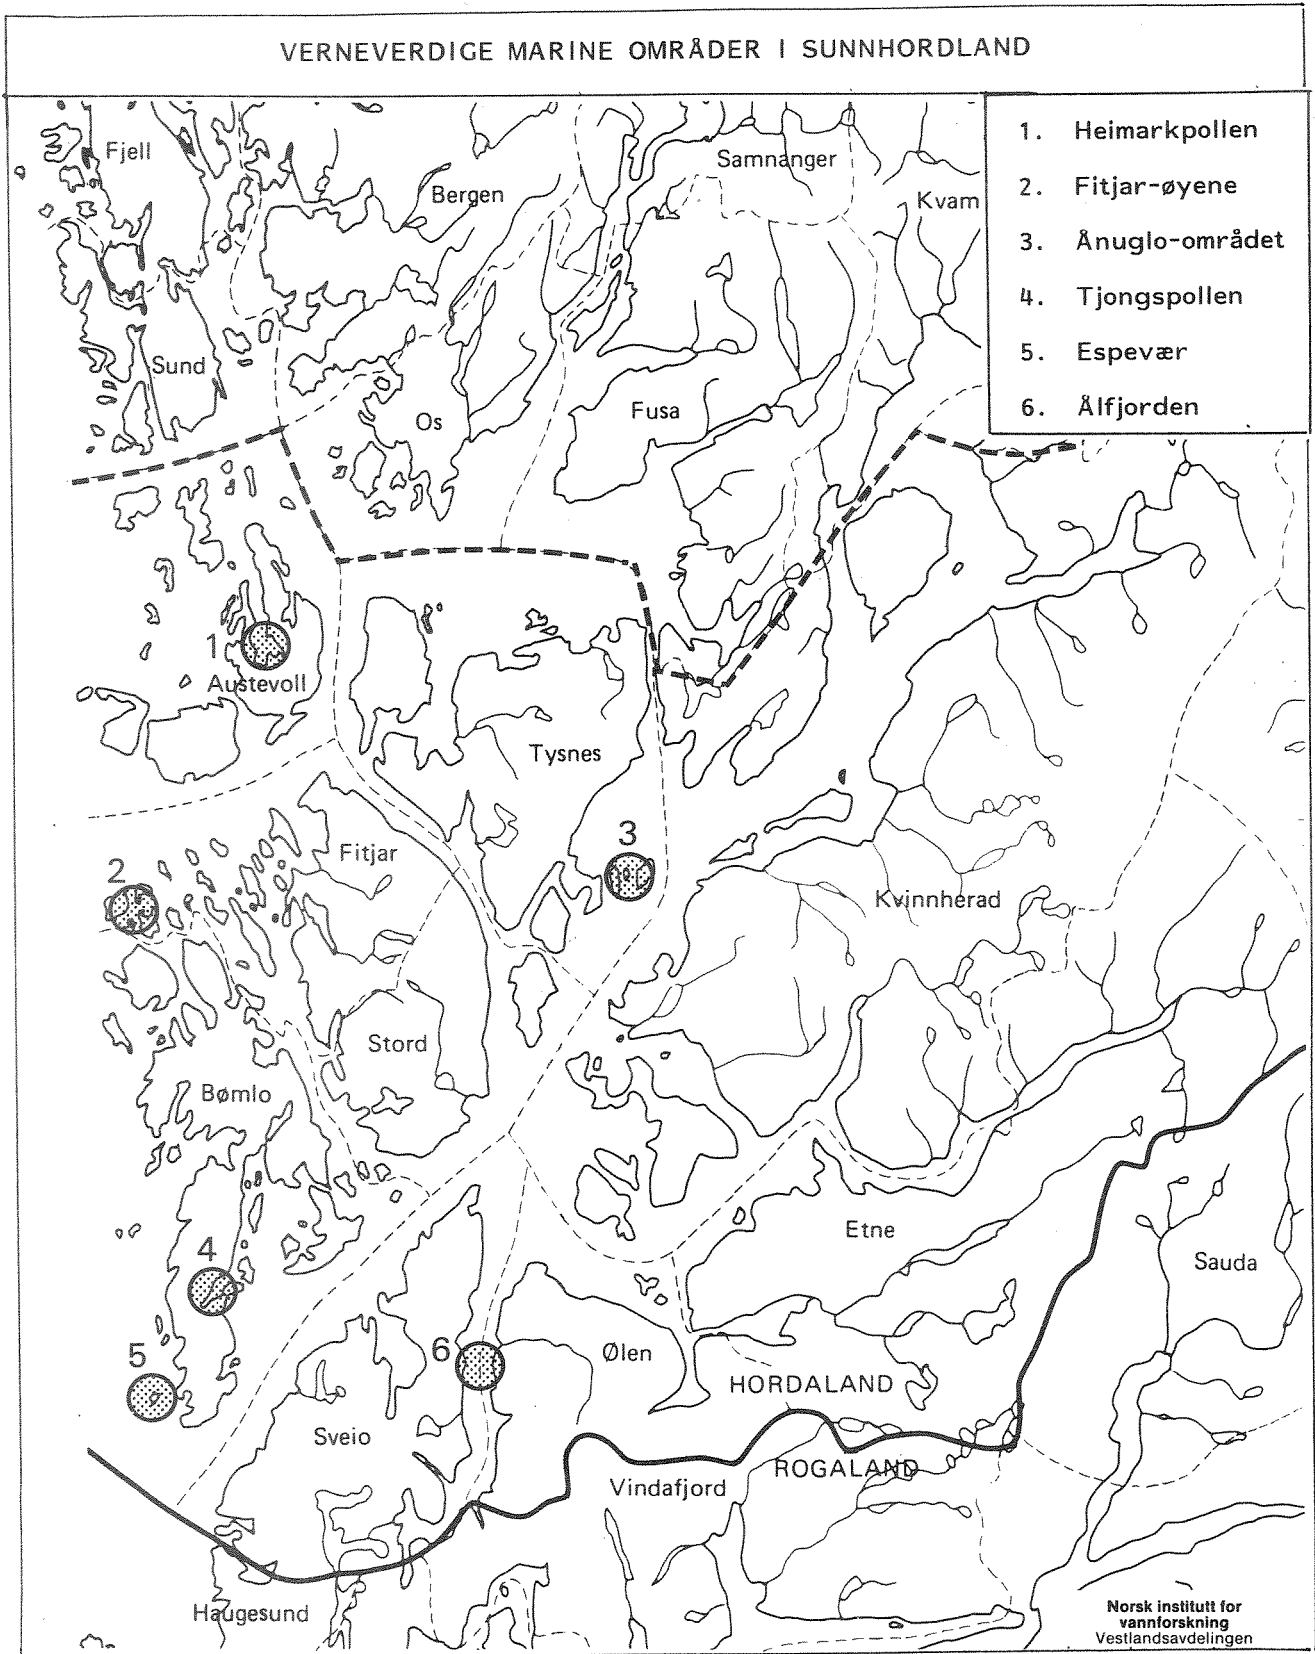 VERNEVERDIGE MARINE OMRÅDER I SUNNHORDLAND
1. Heimarkpollen
2. Fitjar-øyene
3. Ånuglo-området
4. Tjongspollen
5. Espevær
6. Ålfjorden
Fjell
Samnanger
Bergen
Kvam
Sund
Os
Fusa
1
Austevoll
Tysnes
3
Fitjar
2
Kvinnherad
Stord
Bømlo
Etne
4
Sauda
6
Ølen
5
HORDALAND
Sveio
ROGALAND
Vindafjord
Haugesund
Norsk institutt for
vannforskning
Vestlandsavdelingen